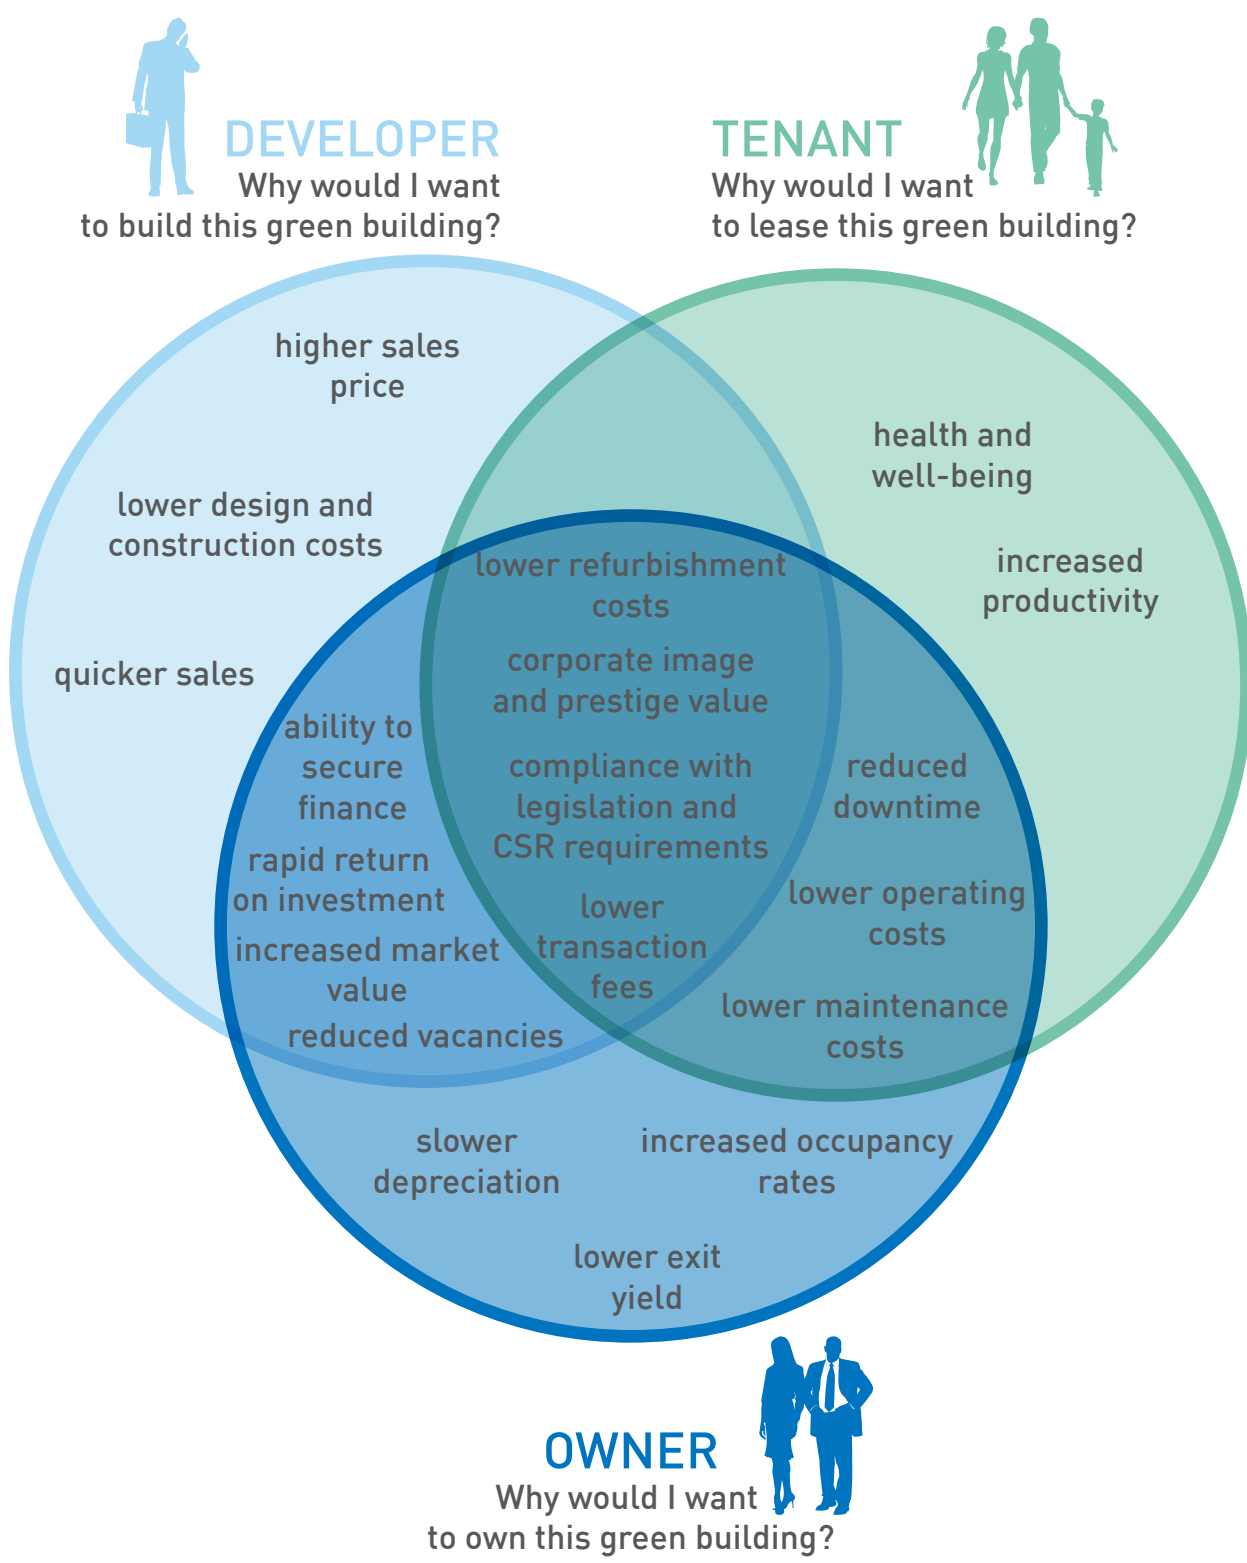 DEVELOPER
Why would I want
to build this green building?
TENANT
Why would I want
to lease this green building?
higher sales
price
lower design and
construction costs
quicker sales
health and
well-being
increased
productivity
lower refurbishment
costs
corporate image
and prestige value
compliance with
legislation and
CSR requirements
lower
transaction
fees
ability to
secure
finance
rapid return
on investment
increased market
value
reduced vacancies
reduced
downtime
lower operating
costs
lower maintenance
costs
slower
depreciation
increased occupancy
rates
lower exit
yield
OWNER
Why would I want
to own this green building?